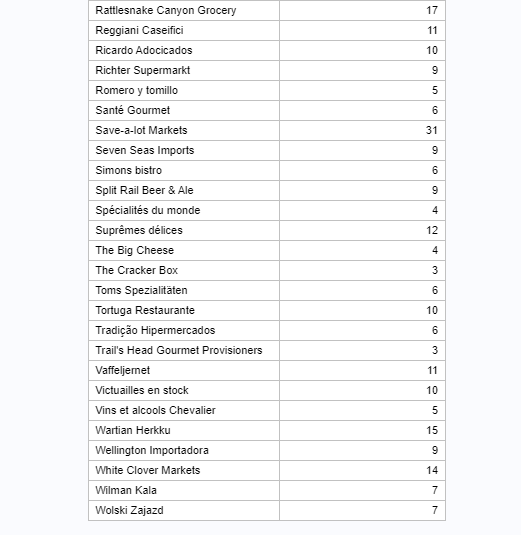 Rattlesnake Canyon Grocery 17
Reggiani Caseifici 11
Ricardo Adocicados 10
Richter Supermarkt 9
Romero y tomillo 5
Santé Gourmet 6
Save-a-lot Markets 31
Seven Seas Imports 9
Simons bistro 6
Split Rail Beer & Ale 9
Spécialités du monde 4
Suprêmes délices 12
The Big Cheese 4
The Cracker Box 3
Toms Spezialitäten 6
Tortuga Restaurante 10
Tradição Hipermercados 6
Trail's Head Gourmet Provisioners 3
Vaffeljernet 11
Victuailles en stock 10
Vins et alcools Chevalier 5
Wartian Herkku 15
Wellington Importadora 9
White Clover Markets 14
Wilman Kala 7
Wolski Zajazd 7